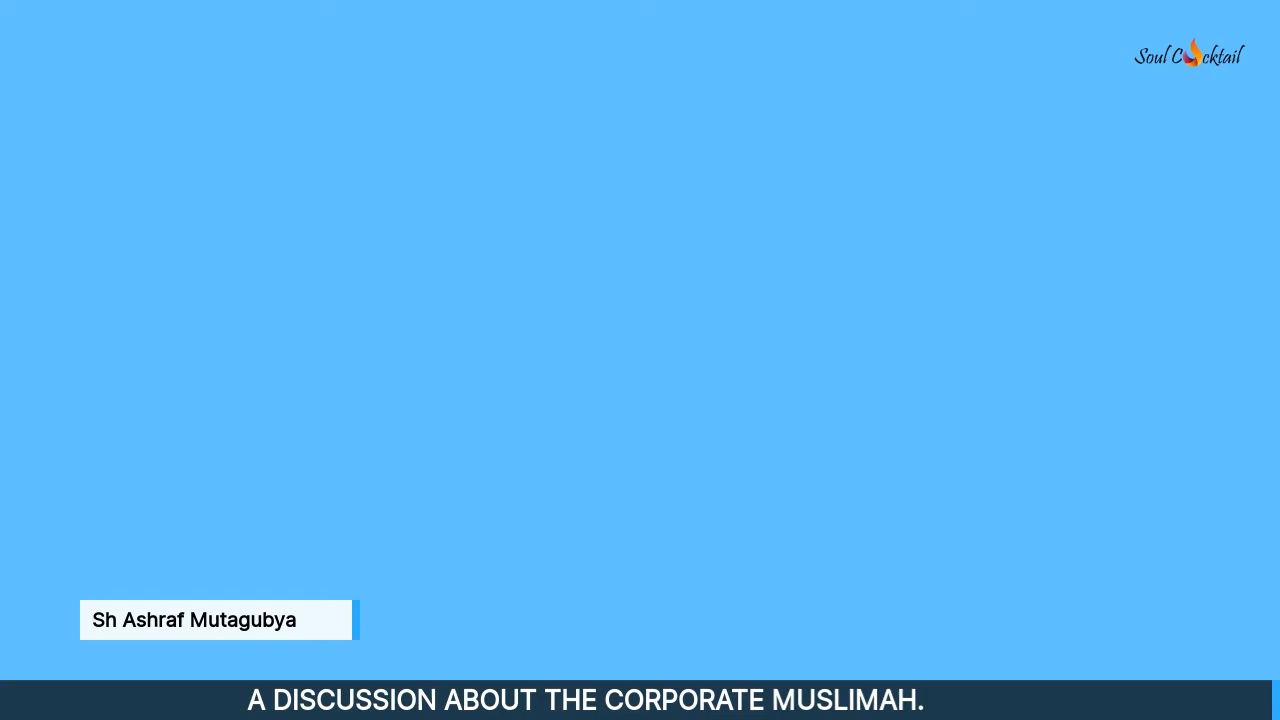 Soul Cocktail
Sh Ashraf Mutagubya
A DISCUSSION ABOUT THE CORPORATE MUSLIMAH.